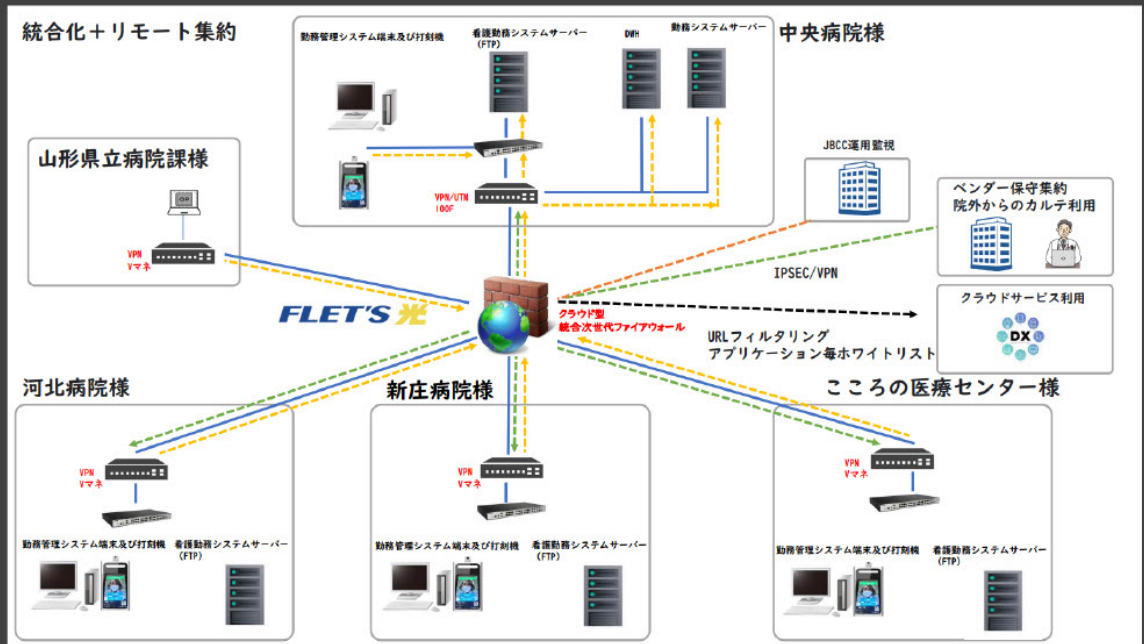 統合化+リモート集約
中央病院様
勤務管理システム端末及び打刻機
看護勤務システムサーバー
(FTP)
DWH
勤務システムサーバー
VPN/UTN
100F
山形県立病院課様
VPN
Vマネ
JBCC運用監視
ベンダー保守集約
院外からのカルテ利用
IPSEC/VPN
クラウドサービス利用
DX
URLフィルタリング
アプリケーション毎ホワイトリスト
FLET'S 光
クラウド型
統合次世代ファイアウォール
河北病院様
VPN
Vマネ
勤務管理システム端末及び打刻機
看護勤務システムサーバー
(FTP)
新庄病院様
VPN
Vマネ
勤務管理システム端末及び打刻機
看護勤務システムサーバー
(FTP)
こころの医療センター様
VPN
Vマネ
勤務管理システム端末及び打刻機
看護勤務システムサーバー
(FTP)